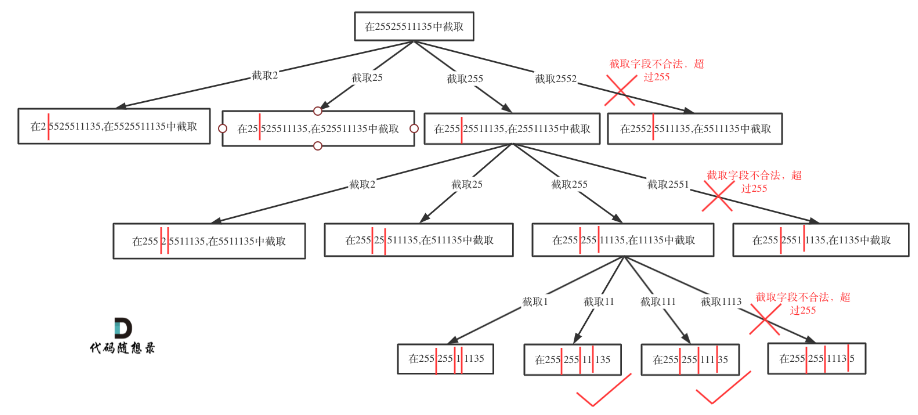 在25525511135中截取
截取2
截取25
截取255
截取2552
截取字段不合法，超
过255
在2 5525511135,在5525511135中截取
在25 525511135,在525511135中截取
在255 25511135,在25511135中截取
在2552 5511135,在5511135中截取
截取2
截取25
截取255
截取2551
截取字段不合法，超
过255
在255 2 5511135,在5511135中截取
在255 25 511135,在511135中截取
在255 255 11135,在11135中截取
在255 2551 1135,在1135中截取
截取1
截取11
截取111
截取1113
截取字段不合法，超
过255
在255 255 1 1135
在255 255 11 135
在255 255 111 35
在255 255 1113 5
代码随想录